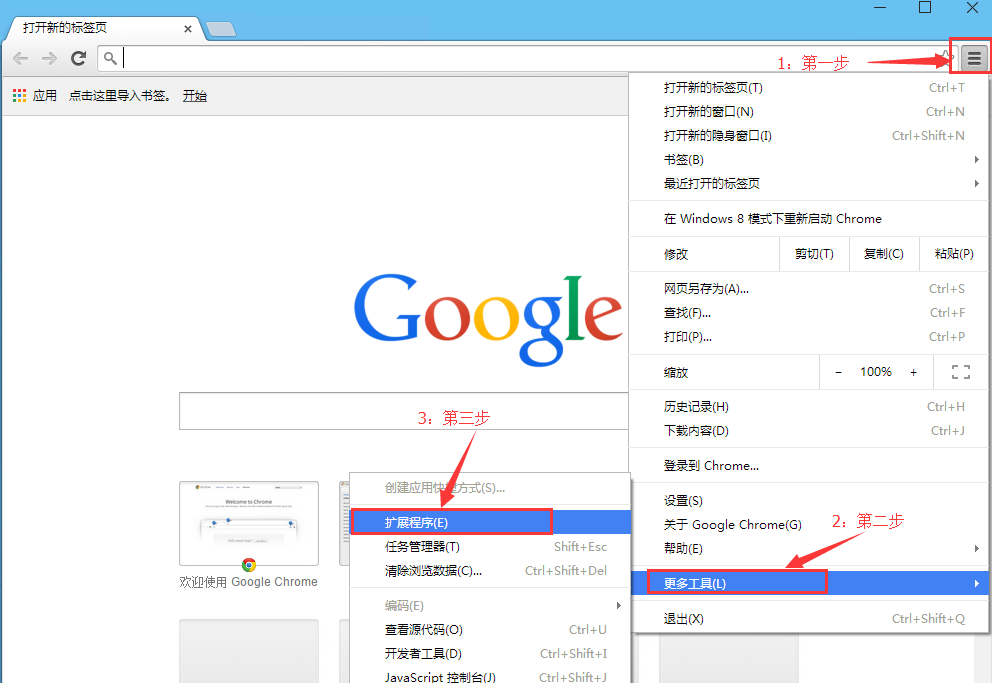 打开新的标签页
应用 点击这里导入书签。 开始
1：第一步
打开新的标签页(T) Ctrl+T
打开新的窗口(N) Ctrl+N
打开新的隐身窗口(I) Ctrl+Shift+N
书签(B)
最近打开的标签页
在 Windows 8 模式下重新启动 Chrome
修改 剪切(T) 复制(C) 粘贴(P)
网页另存为(A)... Ctrl+S
查找(F)... Ctrl+F
打印(P)... Ctrl+P
缩放 − 100% +
历史记录(H) Ctrl+H
下载内容(D) Ctrl+J
登录到 Chrome...
设置(S)
关于 Google Chrome(G)
帮助(E)
2：第二步
更多工具(L)
退出(X) Ctrl+Shift+Q
Google
3：第三步
创建应用快捷方式(S)...
扩展程序(E)
任务管理器(T) Shift+Esc
清除浏览数据(C)... Ctrl+Shift+Del
编码(E)
查看源代码(O) Ctrl+U
开发者工具(D) Ctrl+Shift+I
JavaScript 控制台(J) Ctrl+Shift+J
Welcome to Chrome
欢迎使用 Google Chrome